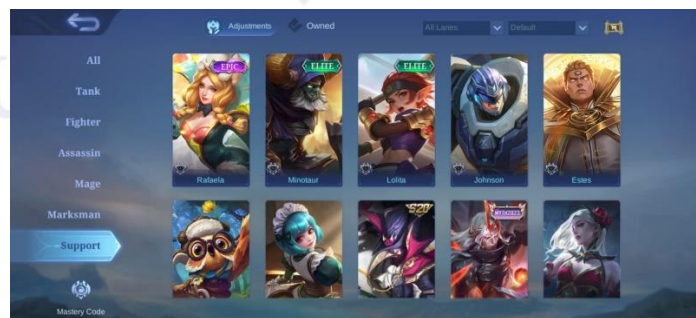 Adjustments
Owned
All Lanes
Default
All
Tank
Fighter
Assassin
Mage
Marksman
Support
Mastery Code
EPIC
ELITE
ELITE
Rafaela
Minotaur
Lolita
Johnson
Estes
S20